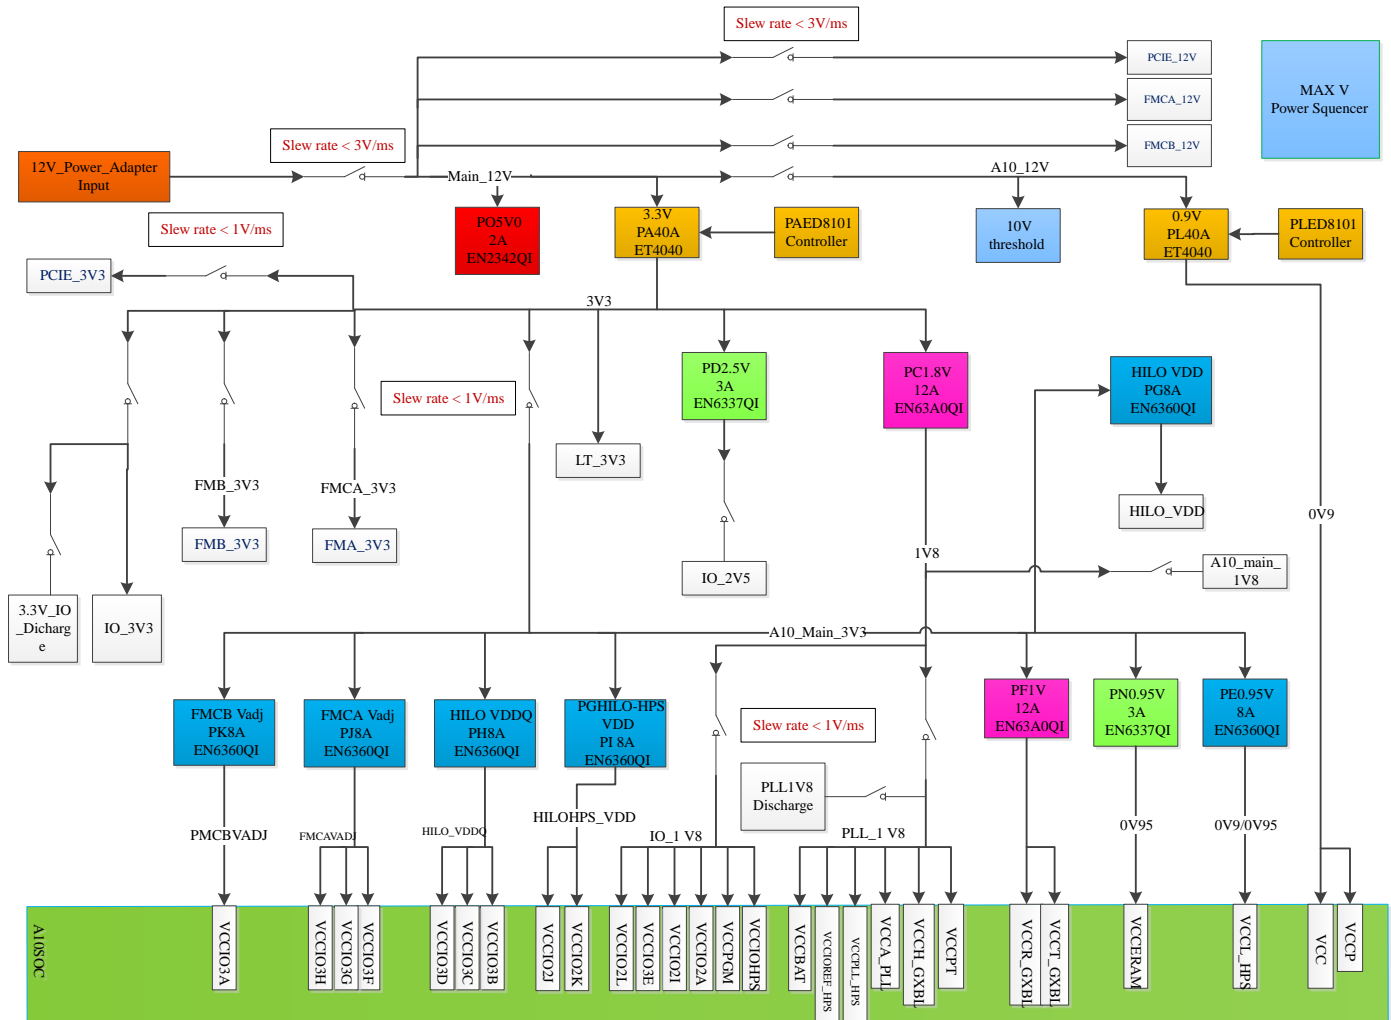 Slew rate < 3V/ms
PCIE_12V
FMCA_12V
FMCB_12V
MAX V
Power Squencer
Slew rate < 3V/ms
12V_Power_Adapter
Input
Main_12V
A10_12V
Slew rate < 1V/ms
PO5V0
2A
EN2342QI
3.3V
PA40A
ET4040
PAED8101
Controller
10V
threshold
0.9V
PL40A
ET4040
PLED8101
Controller
PCIE_3V3
3V3
Slew rate < 1V/ms
PD2.5V
3A
EN6337QI
PC1.8V
12A
EN63A0QI
HILO VDD
PG8A
EN6360QI
LT_3V3
FMB_3V3
FMCA_3V3
HILO_VDD
0V9
FMB_3V3
FMA_3V3
IO_2V5
1V8
A10_main_
1V8
3.3V_IO
_Dicharg
e
IO_3V3
A10_Main_3V3
FMCB Vadj
PK8A
EN6360QI
FMCA Vadj
PJ8A
EN6360QI
HILO VDDQ
PH8A
EN6360QI
PGHILO-HPS
VDD
PI 8A
EN6360QI
Slew rate < 1V/ms
PF1V
12A
EN63A0QI
PN0.95V
3A
EN6337QI
PE0.95V
8A
EN6360QI
PLL1V8
Discharge
PMCBVADJ
FMCAVADJ
HILO_VDDQ
HILOHPS_VDD
IO_1 V8
PLL_1 V8
0V95
0V9/0V95
A10SOC
VCCIO3A
VCCIO3H
VCCIO3G
VCCIO3F
VCCIO3D
VCCIO3C
VCCIO3B
VCCIO2J
VCCIO2K
VCCIO2L
VCCIO3E
VCCIO2I
VCCIO2A
VCCPGM
VCCIOHPS
VCCBAT
VCCIOREF_HPS
VCCPLL_HPS
VCCA_PLL
VCCH_GXBL
VCCPT
VCCR_GXBL
VCCT_GXBL
VCCERAM
VCCL_HPS
VCC
VCCP